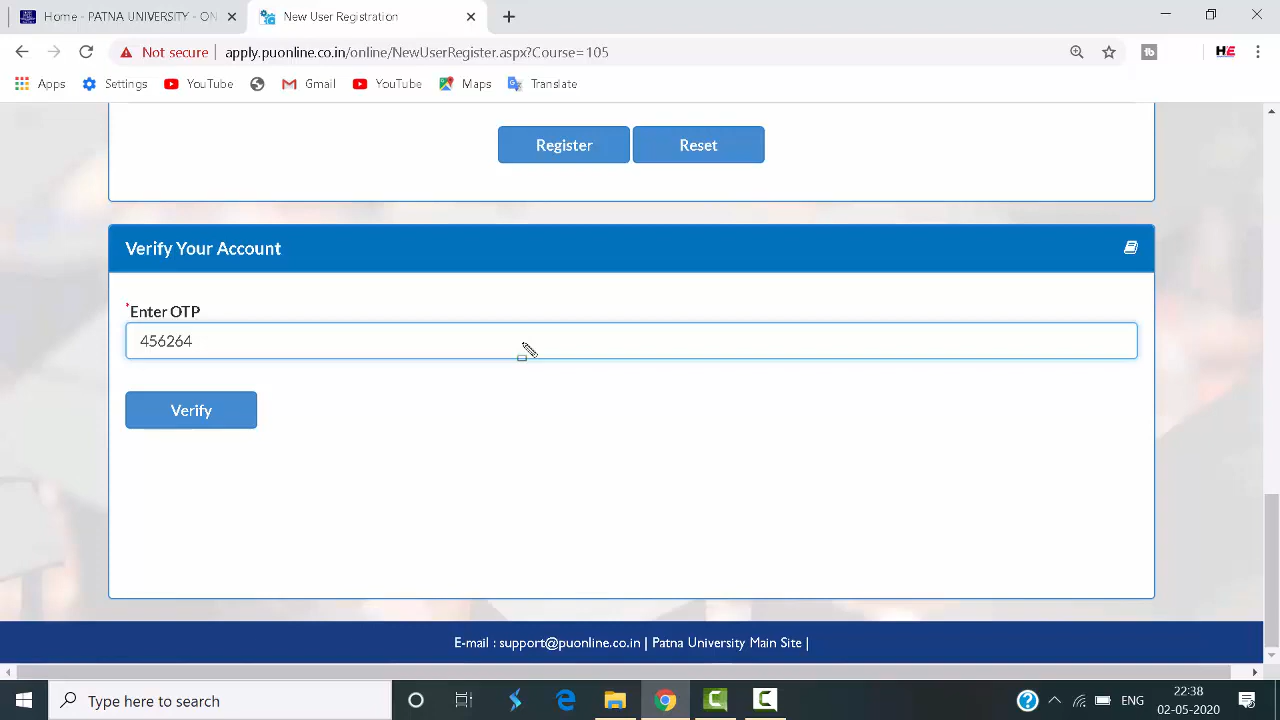 Home - PATNA UNIVERSITY : ON
New User Registration
Not secure
apply.puonline.co.in/online/NewUserRegister.aspx?Course=105
Apps
Settings
YouTube
Gmail
YouTube
Maps
Translate
Register
Reset
Verify Your Account
*Enter OTP
456264
Verify
E-mail : support@puonline.co.in | Patna University Main Site |
Type here to search
ENG
22:38
02-05-2020